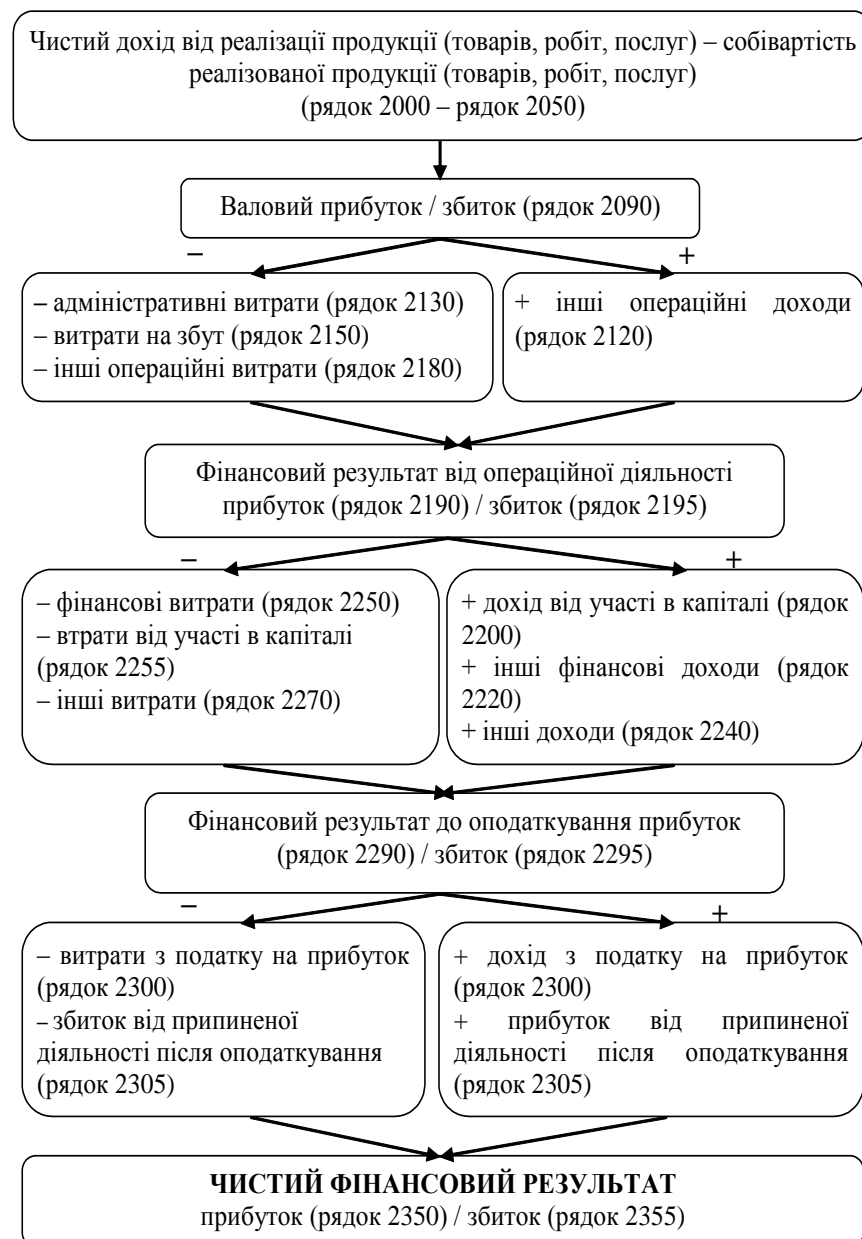 Чистий дохід від реалізації продукції (товарів, робіт, послуг) – собівартість
реалізованої продукції (товарів, робіт, послуг)
(рядок 2000 – рядок 2050)
Валовий прибуток / збиток (рядок 2090)
–
+
– адміністративні витрати (рядок 2130)
– витрати на збут (рядок 2150)
– інші операційні витрати (рядок 2180)
+ інші операційні доходи
(рядок 2120)
Фінансовий результат від операційної діяльності
прибуток (рядок 2190) / збиток (рядок 2195)
–
+
– фінансові витрати (рядок 2250)
– втрати від участі в капіталі
(рядок 2255)
– інші витрати (рядок 2270)
+ дохід від участі в капіталі (рядок
2200)
+ інші фінансові доходи (рядок
2220)
+ інші доходи (рядок 2240)
Фінансовий результат до оподаткування прибуток
(рядок 2290) / збиток (рядок 2295)
–
+
– витрати з податку на прибуток
(рядок 2300)
– збиток від припиненої
діяльності після оподаткування
(рядок 2305)
+ дохід з податку на прибуток
(рядок 2300)
+ прибуток від припиненої
діяльності після оподаткування
(рядок 2305)
ЧИСТИЙ ФІНАНСОВИЙ РЕЗУЛЬТАТ
прибуток (рядок 2350) / збиток (рядок 2355)